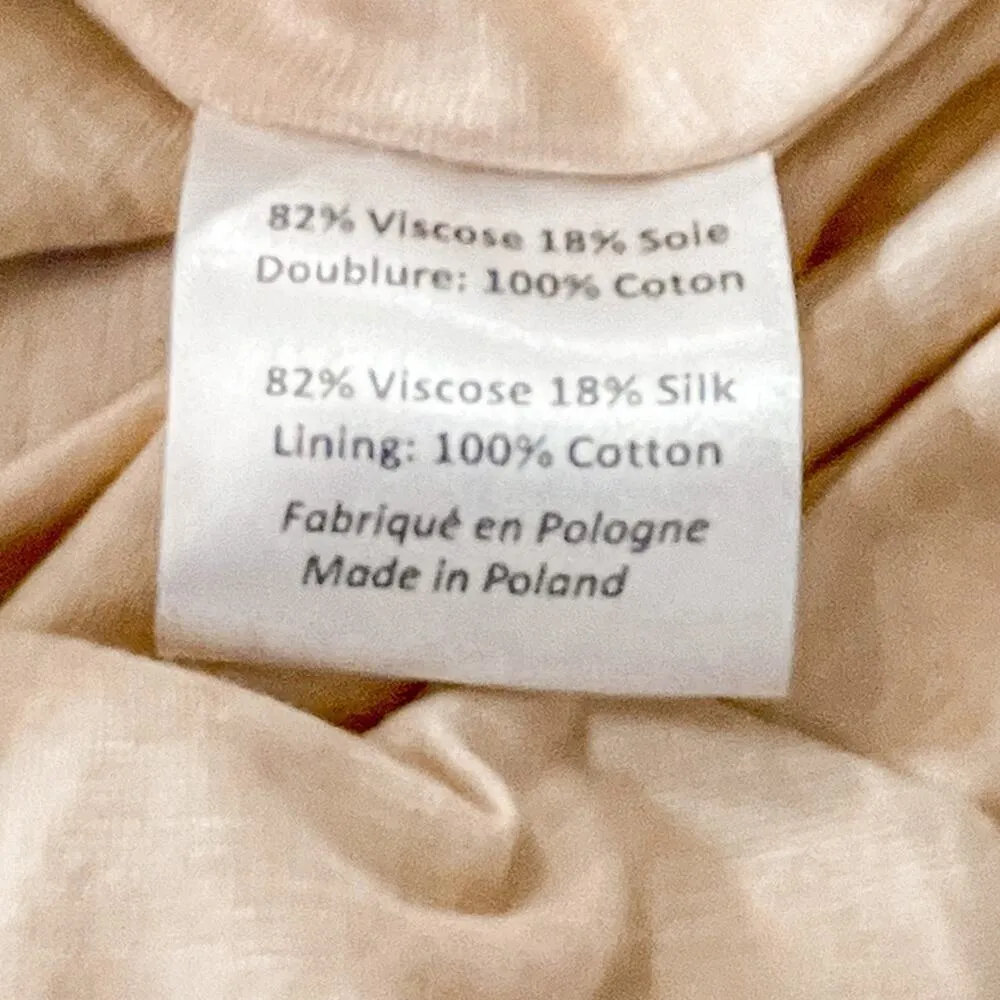 82% Viscose 18% Soie
Doublure: 100% Coton
82% Viscose 18% Silk
Lining: 100% Cotton
Fabriqué en Pologne
Made in Poland